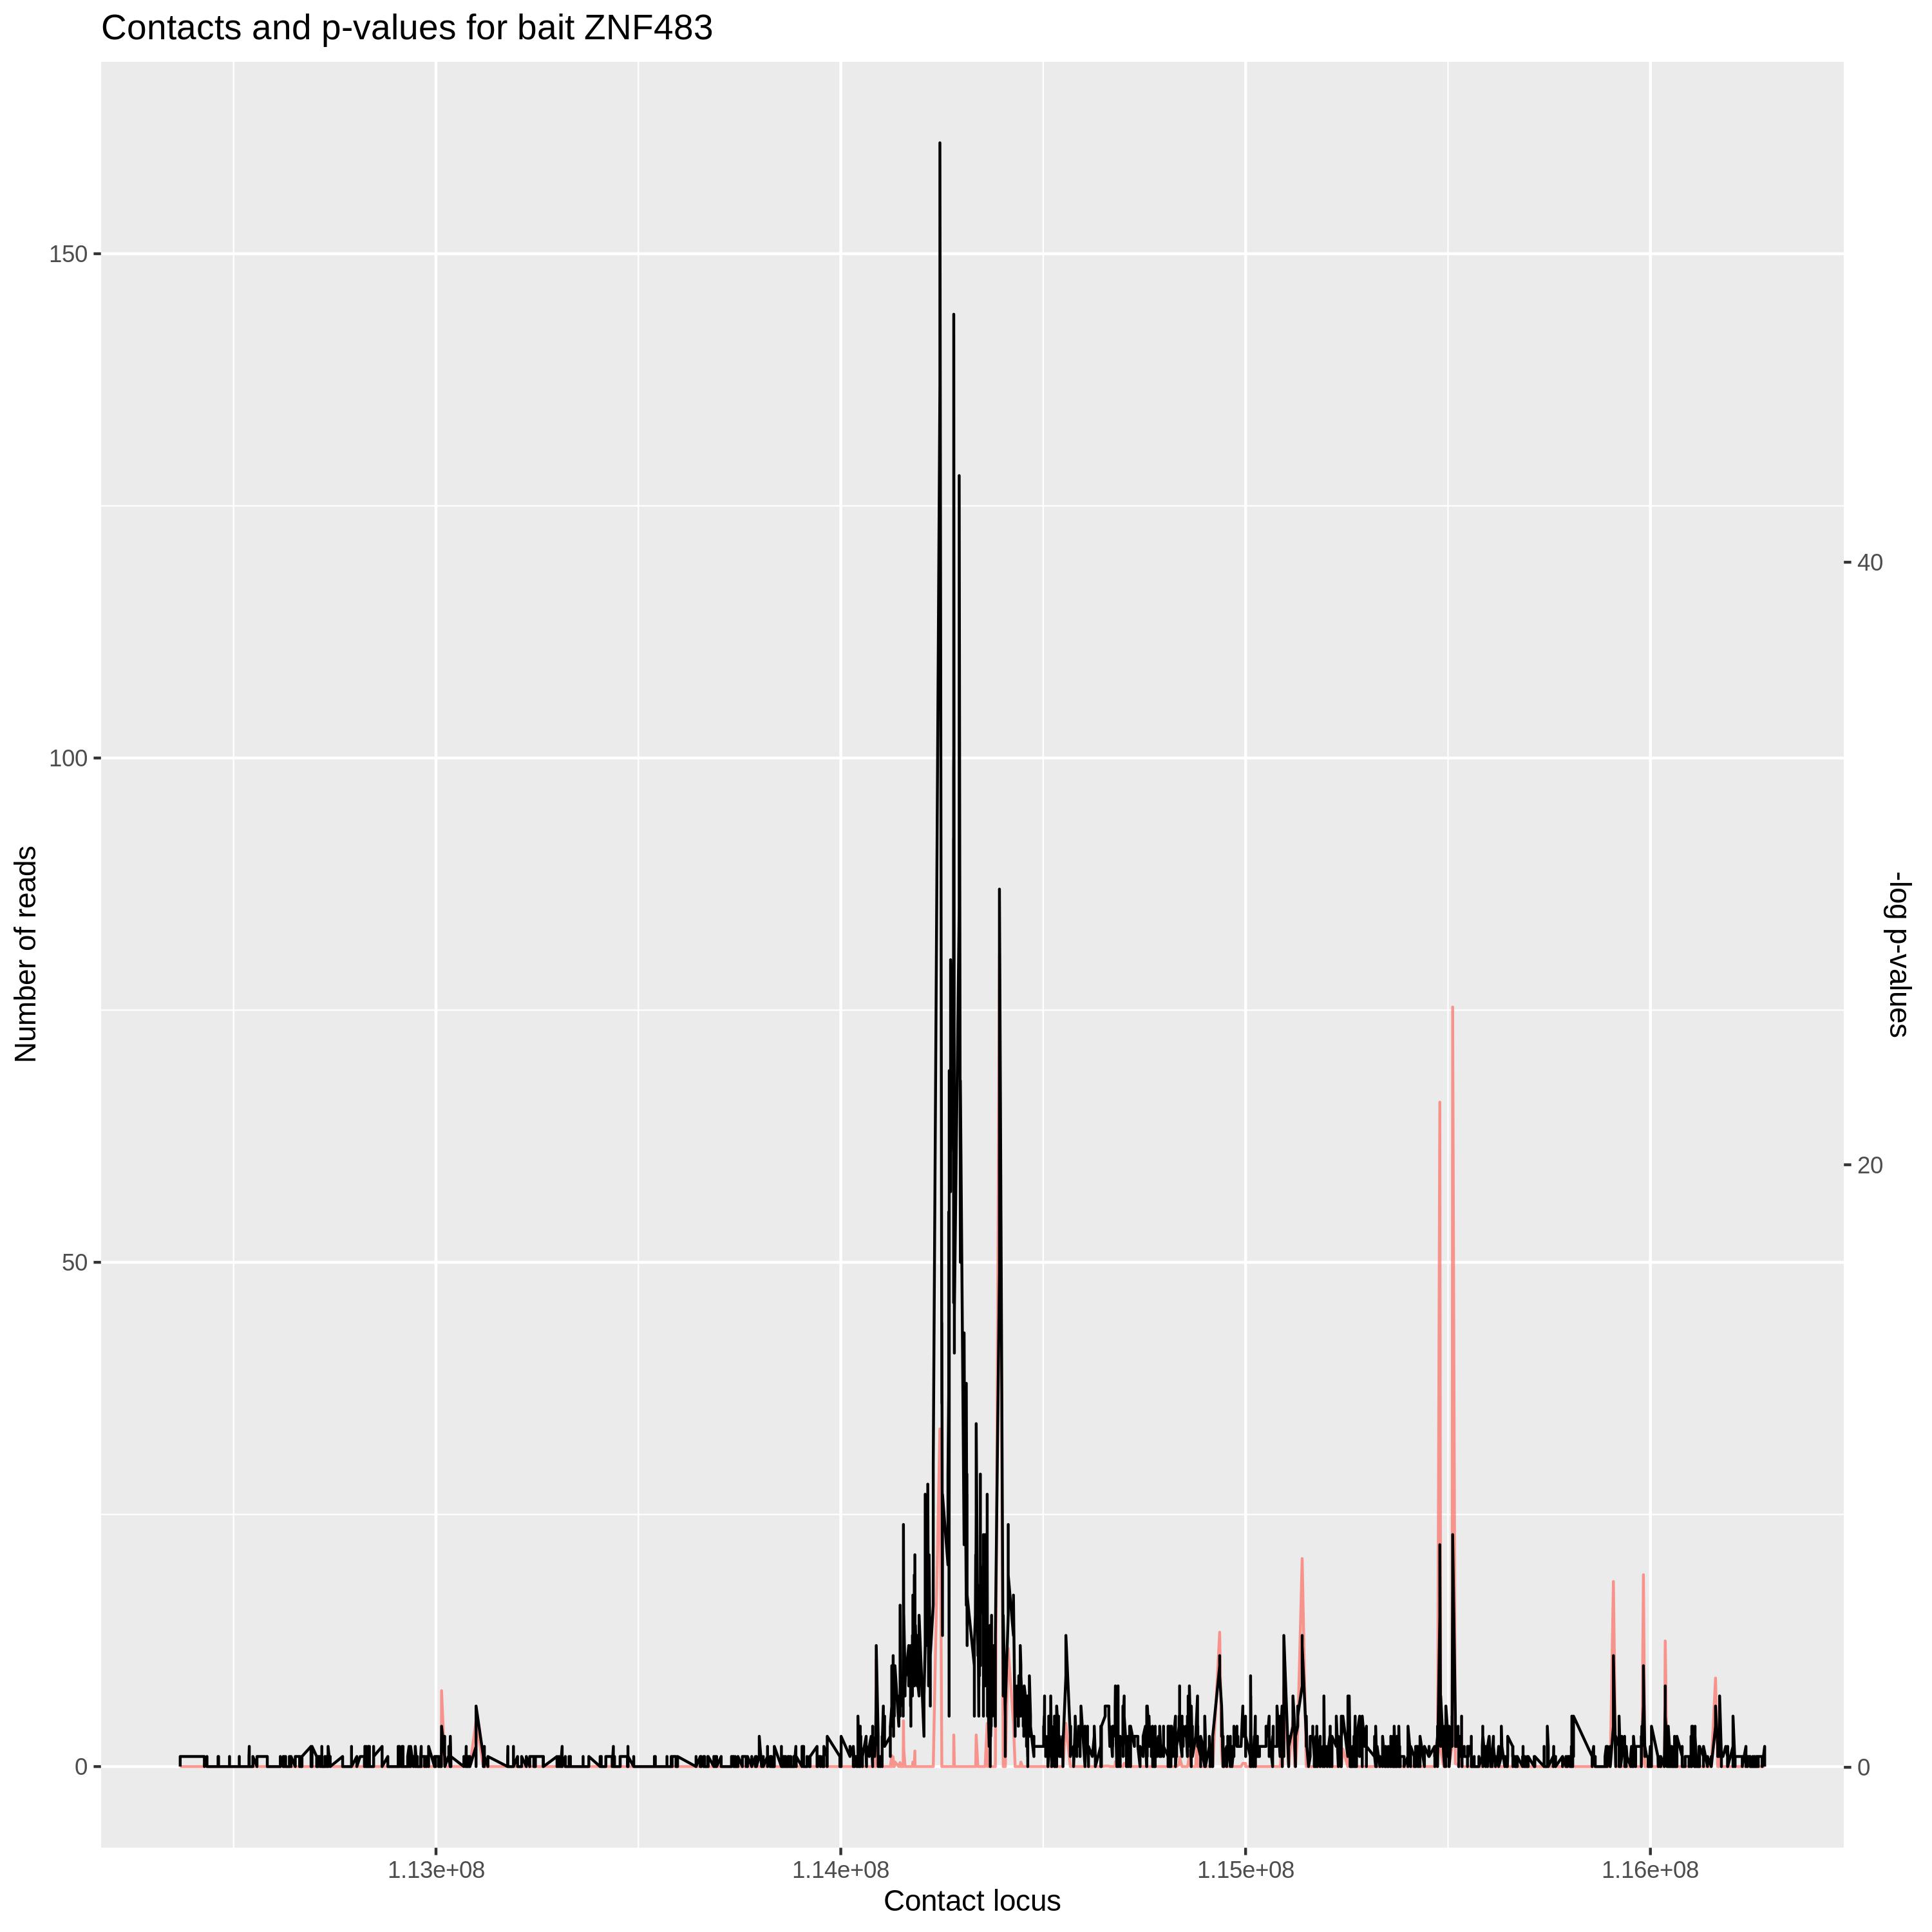 Contacts and p-values for bait ZNF483
150
100
50
0
Number of reads
40
20
0
-log p-values
1.13e+08
1.14e+08
1.15e+08
1.16e+08
Contact locus